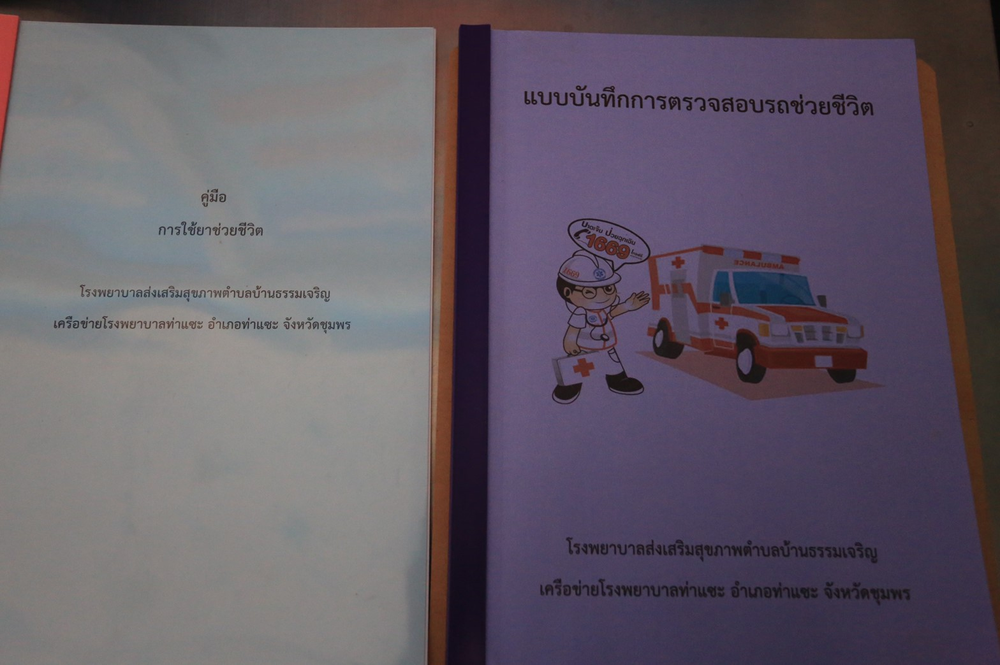 คู่มือ
การใช้ยาช่วยชีวิต
โรงพยาบาลส่งเสริมสุขภาพตำบลบ้านธรรมเจริญ
เครือข่ายโรงพยาบาลท่าแซะ อำเภอท่าแซะ จังหวัดชุมพร
แบบบันทึกการตรวจสอบรถช่วยชีวิต
บาดเจ็บ ป่วยฉุกเฉิน
1669
1669
AMBULANCE
โรงพยาบาลส่งเสริมสุขภาพตำบลบ้านธรรมเจริญ
เครือข่ายโรงพยาบาลท่าแซะ อำเภอท่าแซะ จังหวัดชุมพร